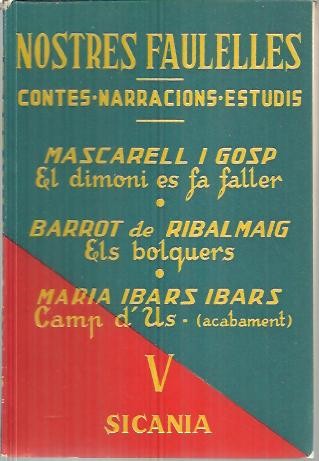 NOSTRES FAULELLES
CONTES·NARRACIONS·ESTUDIS
MASCARELL I GOSP
El dimoni es fa faller
•
BARROT de RIBALMAIG
Els bolquers
•
MARIA IBARS IBARS
Camp d'Us - (acabament)
V
SICANIA